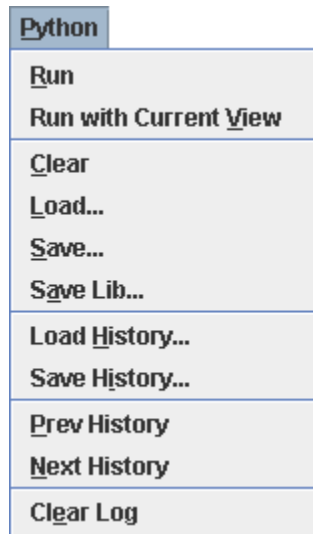 Python
Run
Run with Current View
Clear
Load...
Save...
Save Lib...
Load History...
Save History...
Prev History
Next History
Clear Log